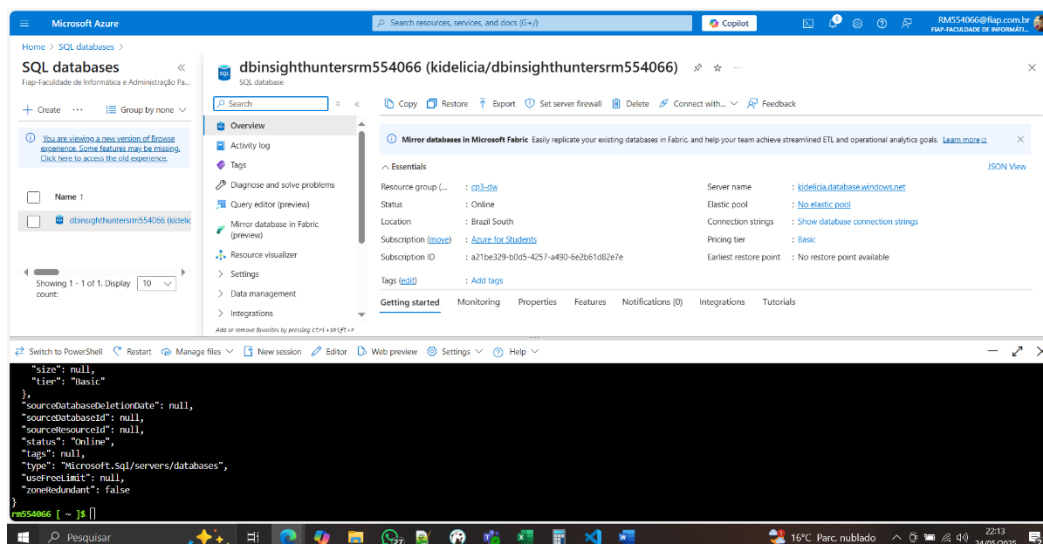 Microsoft Azure
Search resources, services, and docs (G+/)
Copilot
RM554066@fiap.com.br
FIAP-FACULDADE DE INFORMÁTI...
Home > SQL databases >
SQL databases
Fiap-Faculdade de Informática e Administração Pa...
+ Create ... Group by none
You are viewing a new version of Browse
experience. Some features may be missing.
Click here to access the old experience.
Name ↑
dbinsighthuntersrm554066 (kidelic
Showing 1 - 1 of 1. Display 10
count:
dbinsighthuntersrm554066 (kidelicia/dbinsighthuntersrm554066)
SQL database
Search
Overview
Activity log
Tags
Diagnose and solve problems
Query editor (preview)
Mirror database in Fabric
(preview)
Resource visualizer
Settings
Data management
Integrations
Add or remove favorites by pressing Ctrl+Shift+F
Copy Restore Export Set server firewall Delete Connect with... Feedback
Mirror databases in Microsoft Fabric Easily replicate your existing databases in Fabric, and help your team achieve streamlined ETL and operational analytics goals. Learn more
Essentials
JSON View
Resource group (... : cp3-dw
Status : Online
Location : Brazil South
Subscription (move) : Azure for Students
Subscription ID : a21be329-b0d5-4257-a490-6e2b61d82e7e
Server name : kidelicia.database.windows.net
Elastic pool : No elastic pool
Connection strings : Show database connection strings
Pricing tier : Basic
Earliest restore point : No restore point available
Tags (edit) : Add tags
Getting started Monitoring Properties Features Notifications (0) Integrations Tutorials
Switch to PowerShell Restart Manage files New session Editor Web preview Settings Help
"size": null,
"tier": "Basic"
},
"sourceDatabaseDeletionDate": null,
"sourceDatabaseId": null,
"sourceResourceId": null,
"status": "Online",
"tags": null,
"type": "Microsoft.Sql/servers/databases",
"useFreeLimit": null,
"zoneRedundant": false
}
rm554066 [ ~ ]$
Pesquisar
27
16°C Parc. nublado
22:13
24/05/2025